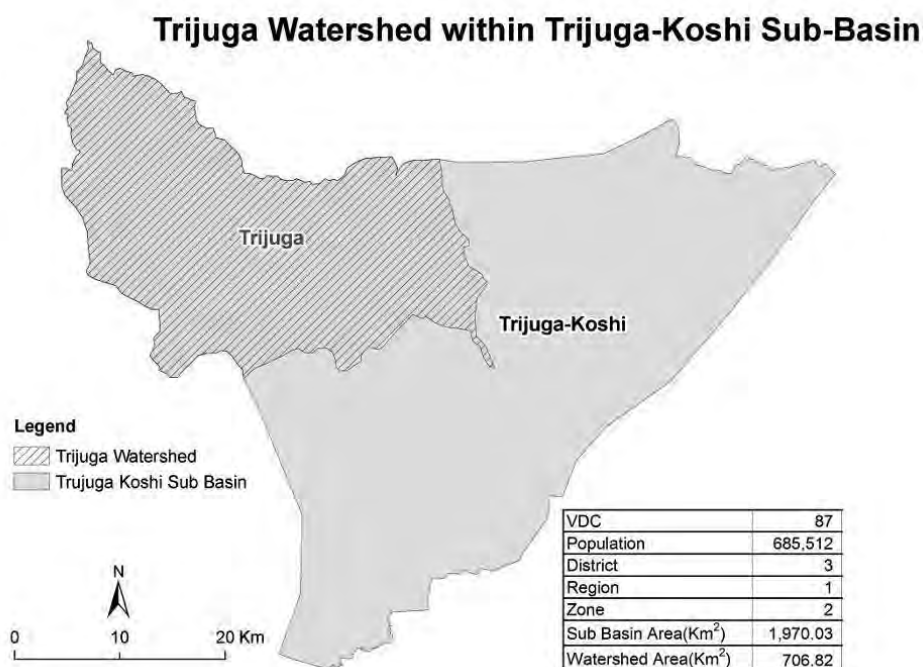 Trijuga Watershed within Trijuga-Koshi Sub-Basin
Trijuga
Trijuga-Koshi
Legend
Trijuga Watershed
Trujuga Koshi Sub Basin
N
0 10 20 Km
VDC 87
Population 685,512
District 3
Region 1
Zone 2
Sub Basin Area(Km²) 1,970.03
Watershed Area(Km²) 706.82